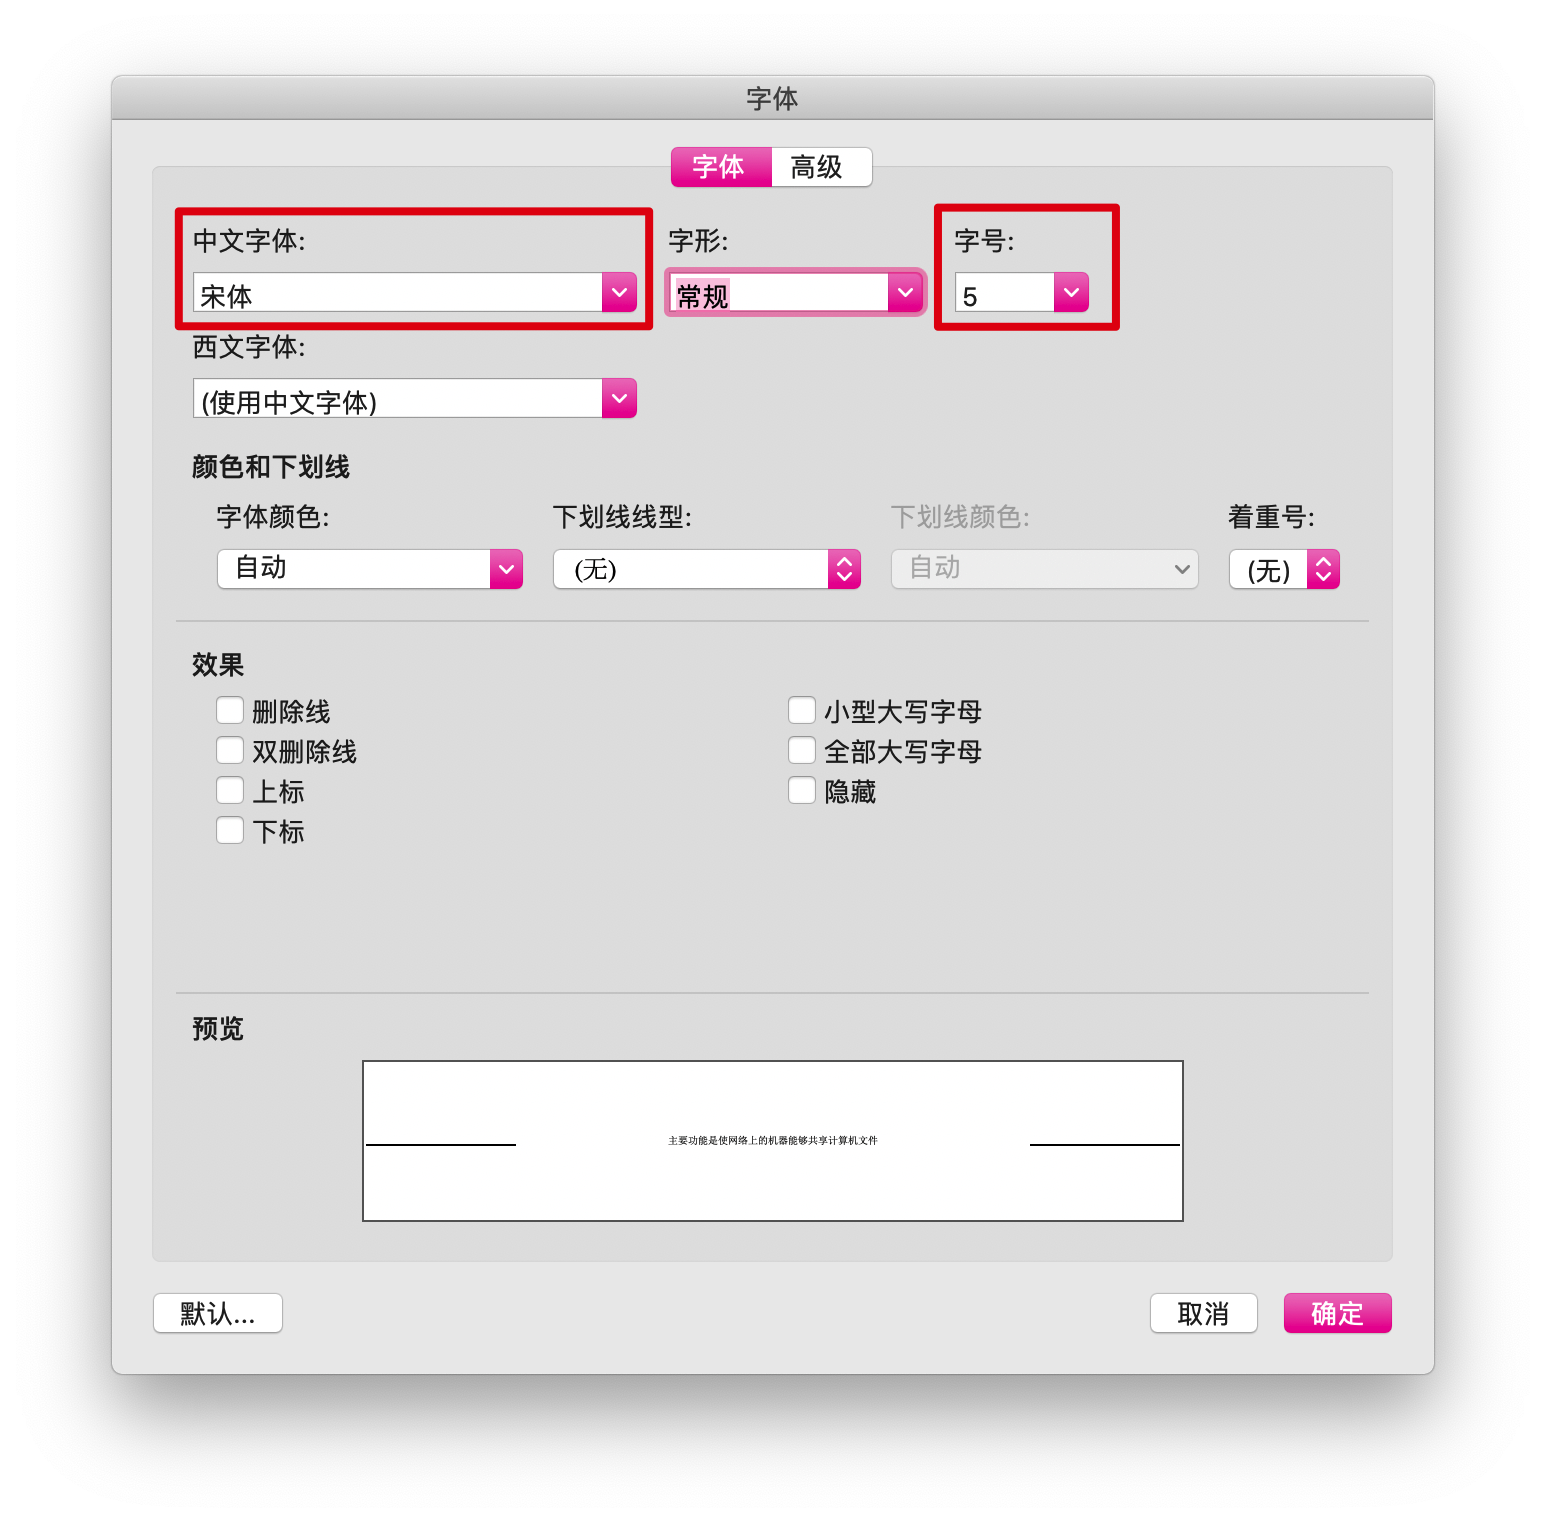 字体
字体 高级
中文字体: 字形: 字号:
宋体 常规 5
西文字体:
(使用中文字体)
颜色和下划线
字体颜色: 下划线线型: 下划线颜色: 着重号:
自动 (无) 自动 (无)
效果
删除线 小型大写字母
双删除线 全部大写字母
上标 隐藏
下标
预览
主要功能是使网络上的机器能够共享计算机文件
默认... 取消 确定